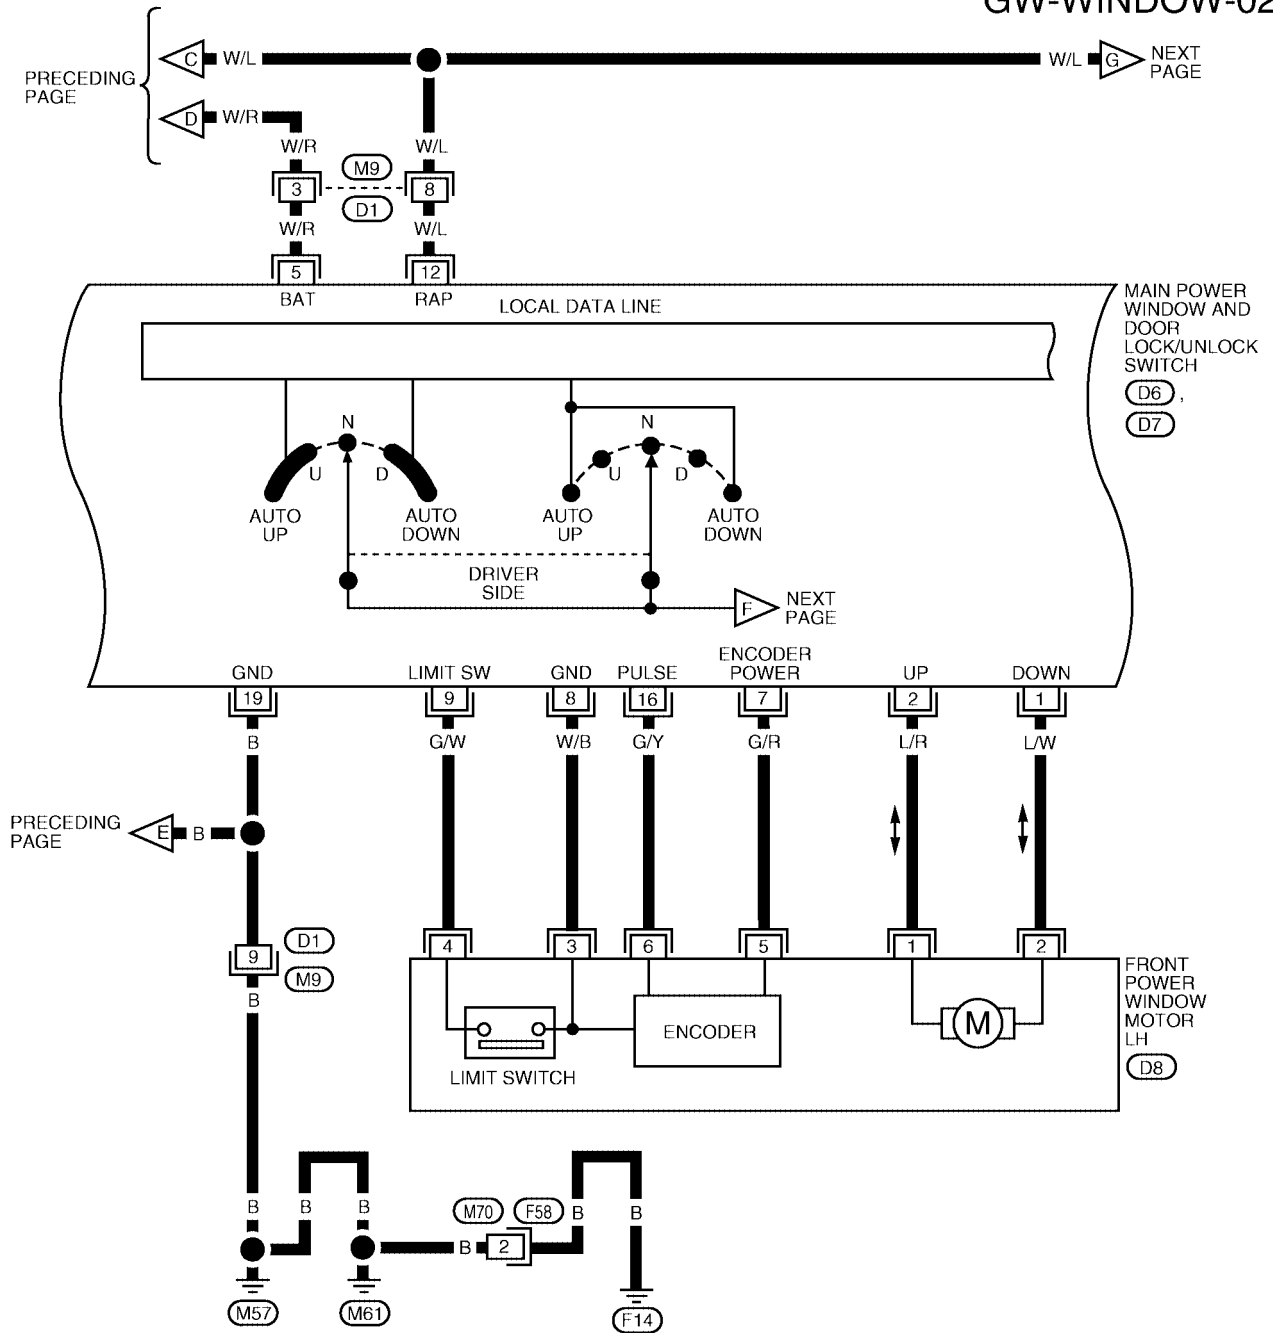 GW-WINDOW-02
PRECEDING
PAGE
C W/L
W/L G
NEXT
PAGE
D W/R
W/R
W/L
M9
3
8
D1
W/R
W/L
5
12
BAT
RAP
LOCAL DATA LINE
MAIN POWER
WINDOW AND
DOOR
LOCK/UNLOCK
SWITCH
D6 ,
D7
N
U
D
AUTO
UP
AUTO
DOWN
N
U
D
AUTO
UP
AUTO
DOWN
DRIVER
SIDE
F
NEXT
PAGE
GND
LIMIT SW
GND
PULSE
ENCODER
POWER
UP
DOWN
19
9
8
16
7
2
1
B
G/W
W/B
G/Y
G/R
L/R
L/W
PRECEDING
PAGE
E B
9
D1
M9
B
4
3
6
5
1
2
FRONT
POWER
WINDOW
MOTOR
LH
D8
ENCODER
M
LIMIT SWITCH
B
B
B
M70
F58
B
B
B
2
M57
M61
F14